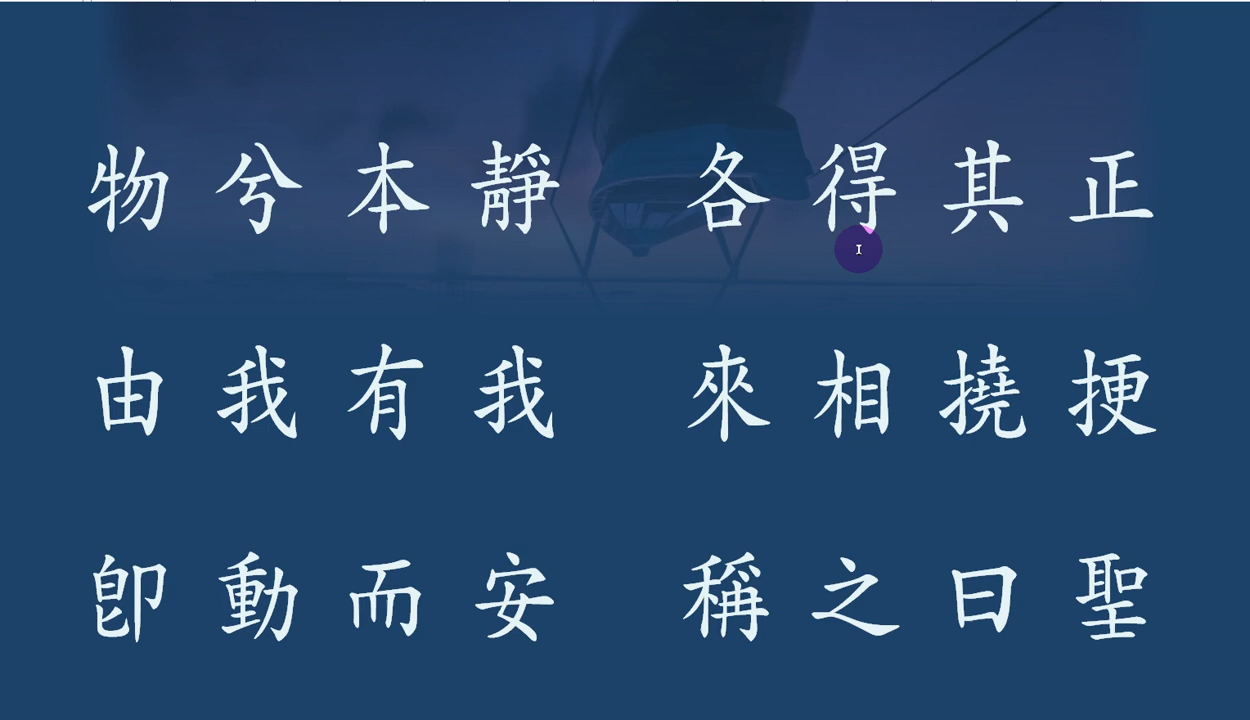 物兮本靜 各得其正
由我有我 來相撓挭
卽動而安 稱之曰聖